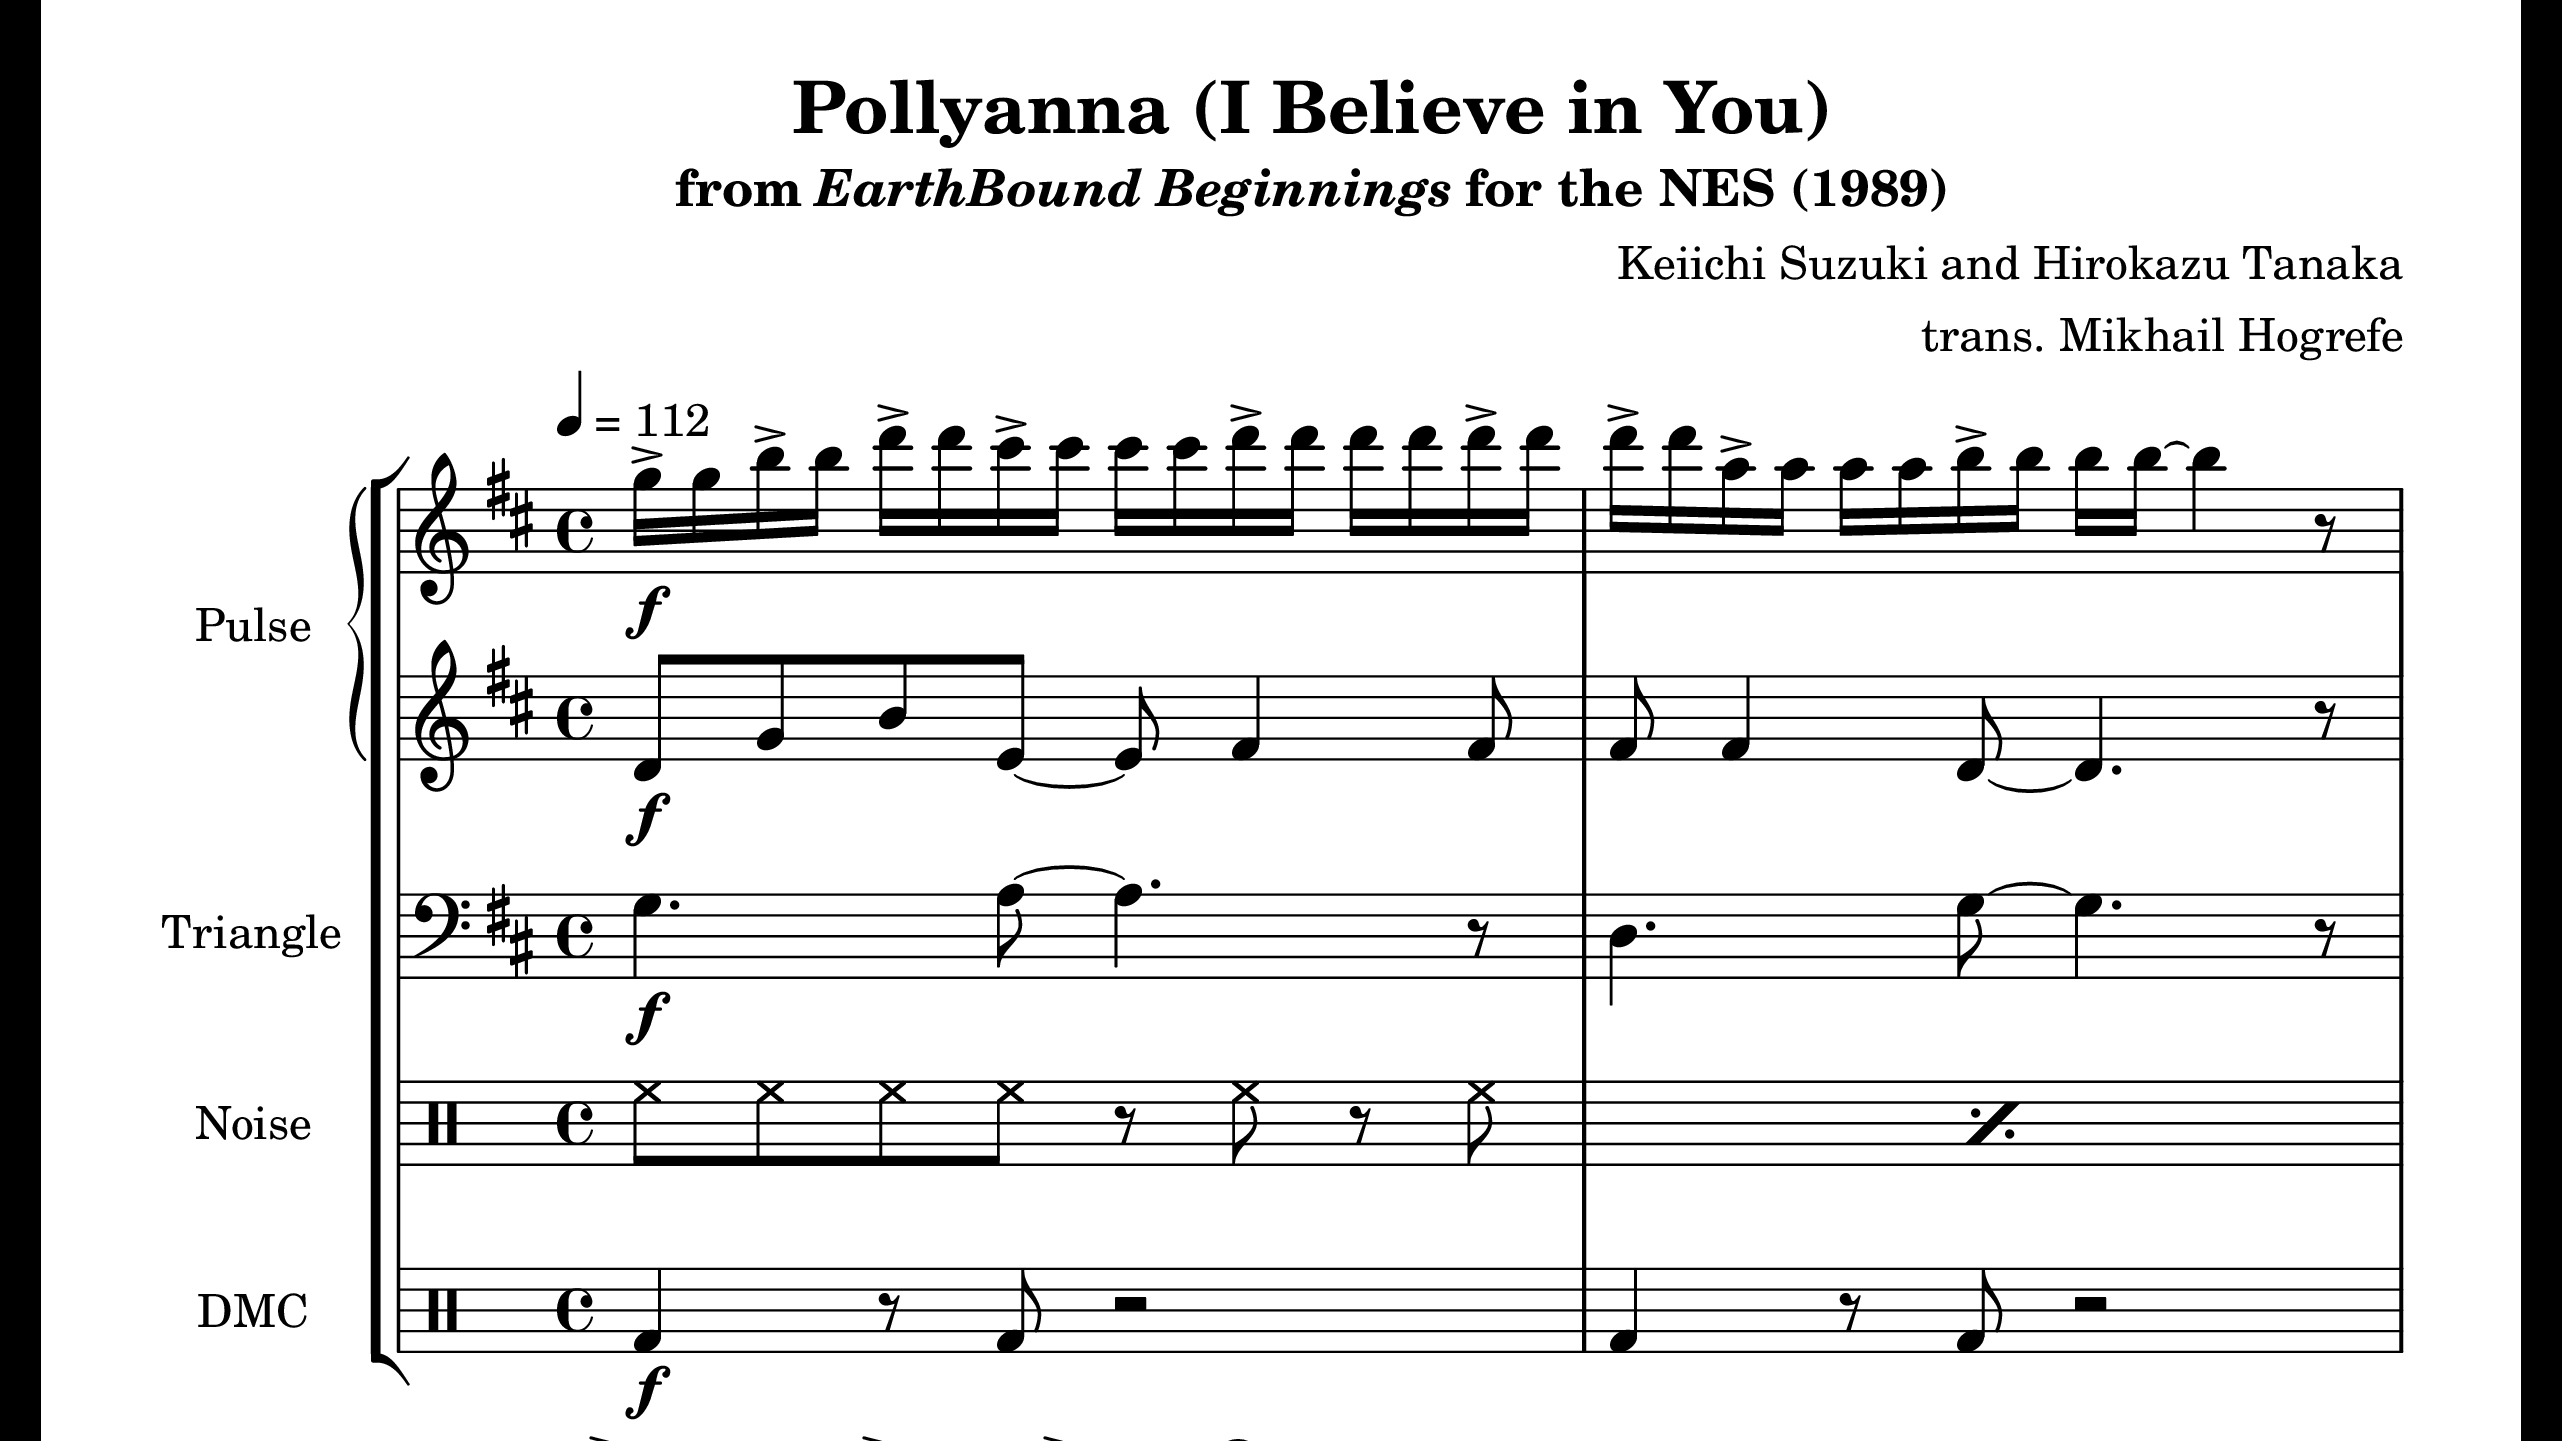 Pollyanna (I Believe in You)
from EarthBound Beginnings for the NES (1989)
Keiichi Suzuki and Hirokazu Tanaka
trans. Mikhail Hogrefe
= 112
Pulse
f
f
Triangle
f
Noise
DMC
f